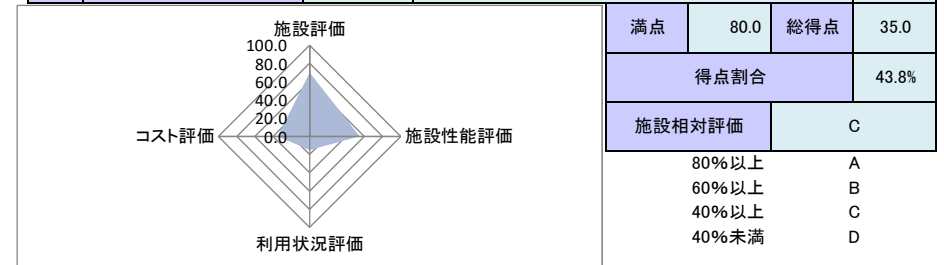 施設評価
100.0
80.0
60.0
40.0
20.0
0.0
コスト評価
施設性能評価
利用状況評価
満点 80.0 総得点 35.0
得点割合 43.8%
施設相対評価 C
80%以上 A
60%以上 B
40%以上 C
40%未満 D